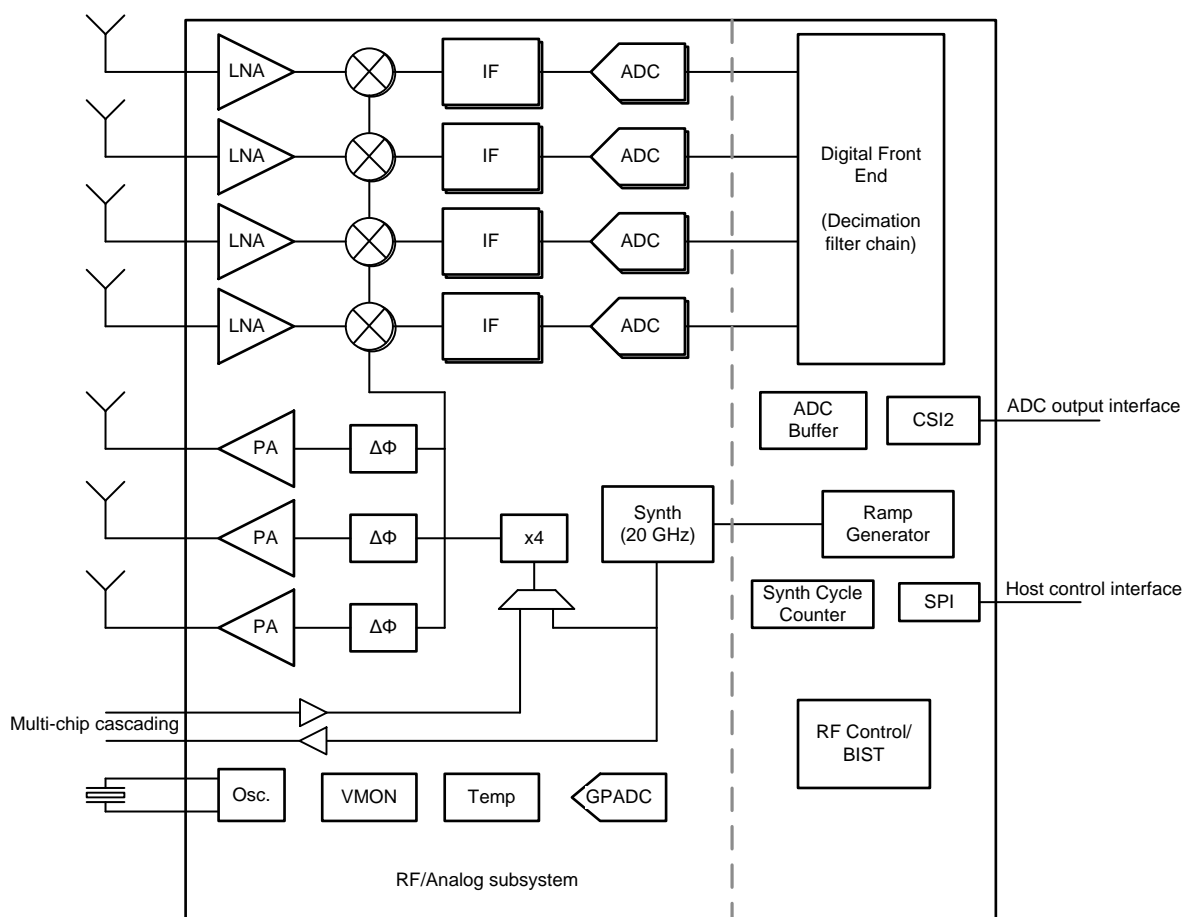 LNA
IF
ADC
LNA
IF
ADC
LNA
IF
ADC
LNA
IF
ADC
Digital Front
End
(Decimation
filter chain)
PA
ΔΦ
PA
ΔΦ
PA
ΔΦ
x4
Synth
(20 GHz)
ADC
Buffer
CSI2
ADC output interface
Ramp
Generator
Synth Cycle
Counter
SPI
Host control interface
Multi-chip cascading
RF Control/
BIST
Osc.
VMON
Temp
GPADC
RF/Analog subsystem